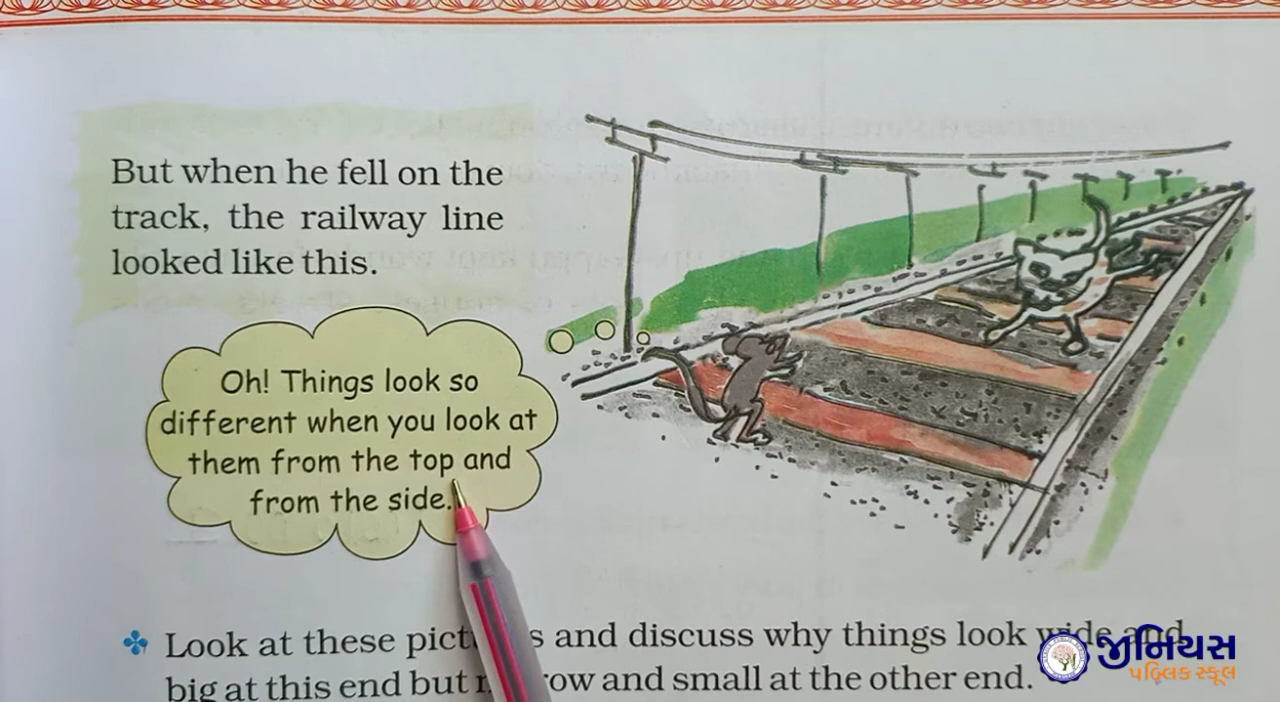 But when he fell on the
track, the railway line
looked like this.
Oh! Things look so
different when you look at
them from the top and
from the side.
Look at these and discuss why things look wide and
big at this end but and small at the other end.
જીનિયસ
પબ્લિક સ્કૂલ